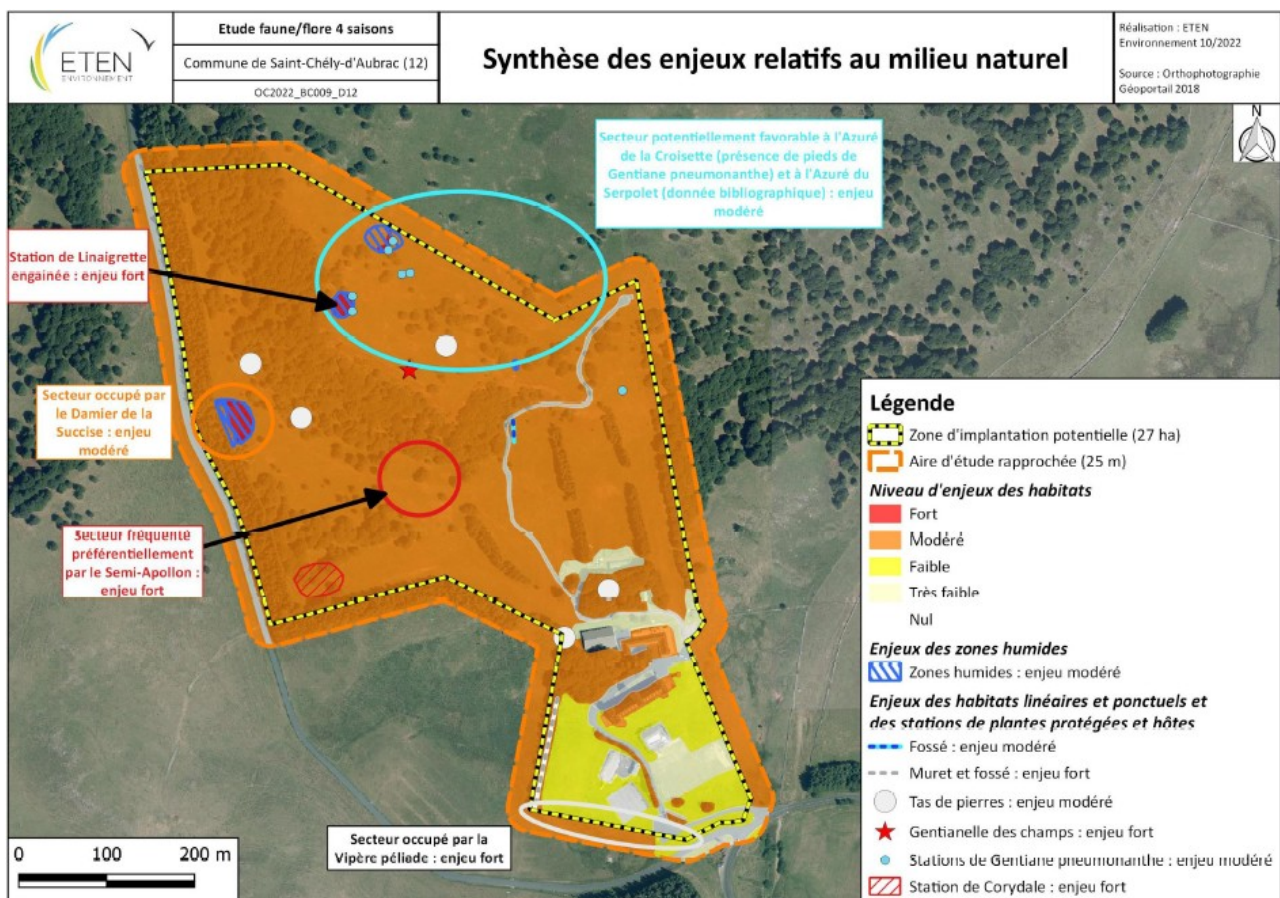 ETEN
ENVIRONNEMENT
Etude faune/flore 4 saisons
Commune de Saint-Chély-d'Aubrac (12)
OC2022_BC009_D12
Synthèse des enjeux relatifs au milieu naturel
Réalisation : ETEN
Environnement 10/2022
Source : Orthophotographie
Géoportail 2018
N
Secteur potentiellement favorable à l'Azuré
de la Croisette (présence de pieds de
Gentiane pneumonanthe) et à l'Azuré du
Serpolet (donnée bibliographique) : enjeu
modéré
Station de Linaigrette
engainée : enjeu fort
Secteur occupé par
le Damier de la
Succise : enjeu
modéré
Secteur fréquenté
préférentiellement
par le Semi-Apollon :
enjeu fort
Secteur occupé par la
Vipère péliade : enjeu fort
0 100 200 m
Légende
Zone d'implantation potentielle (27 ha)
Aire d'étude rapprochée (25 m)
Niveau d'enjeux des habitats
Fort
Modéré
Faible
Très faible
Nul
Enjeux des zones humides
Zones humides : enjeu modéré
Enjeux des habitats linéaires et ponctuels et
des stations de plantes protégées et hôtes
Fossé : enjeu modéré
Muret et fossé : enjeu fort
Tas de pierres : enjeu modéré
Gentianelle des champs : enjeu fort
Stations de Gentiane pneumonanthe : enjeu modéré
Station de Corydale : enjeu fort